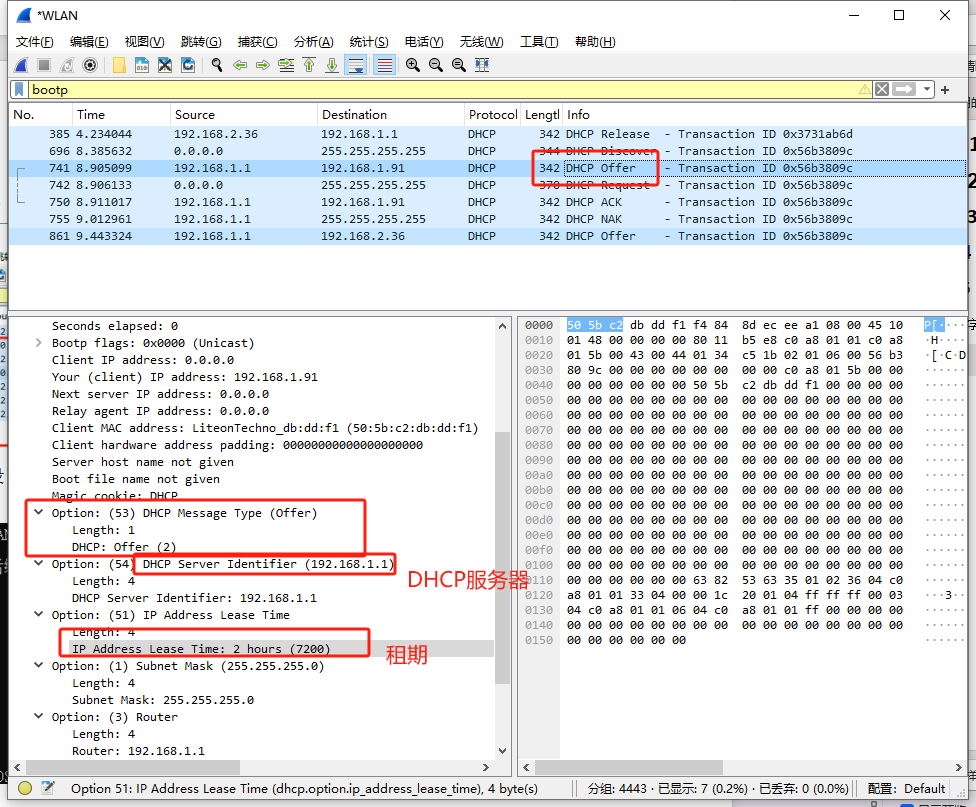 *WLAN
文件(F) 编辑(E) 视图(V) 跳转(G) 捕获(C) 分析(A) 统计(S) 电话(Y) 无线(W) 工具(T) 帮助(H)
bootp
No. Time Source Destination Protocol Lengtl Info
385 4.234044 192.168.2.36 192.168.1.1 DHCP 342 DHCP Release - Transaction ID 0x3731ab6d
696 8.385632 0.0.0.0 255.255.255.255 DHCP 344 DHCP Discover - Transaction ID 0x56b3809c
741 8.905099 192.168.1.1 192.168.1.91 DHCP 342 DHCP Offer - Transaction ID 0x56b3809c
742 8.906133 0.0.0.0 255.255.255.255 DHCP 370 DHCP Request - Transaction ID 0x56b3809c
750 8.911017 192.168.1.1 192.168.1.91 DHCP 342 DHCP ACK - Transaction ID 0x56b3809c
755 9.012961 192.168.1.1 255.255.255.255 DHCP 342 DHCP NAK - Transaction ID 0x56b3809c
861 9.443324 192.168.1.1 192.168.2.36 DHCP 342 DHCP Offer - Transaction ID 0x56b3809c
Seconds elapsed: 0
Bootp flags: 0x0000 (Unicast)
Client IP address: 0.0.0.0
Your (client) IP address: 192.168.1.91
Next server IP address: 0.0.0.0
Relay agent IP address: 0.0.0.0
Client MAC address: LiteonTechno_db:dd:f1 (50:5b:c2:db:dd:f1)
Client hardware address padding: 00000000000000000000
Server host name not given
Boot file name not given
Magic cookie: DHCP
Option: (53) DHCP Message Type (Offer)
Length: 1
DHCP: Offer (2)
Option: (54) DHCP Server Identifier (192.168.1.1)
Length: 4
DHCP服务器
DHCP Server Identifier: 192.168.1.1
Option: (51) IP Address Lease Time
Length: 4
IP Address Lease Time: 2 hours (7200)
租期
Option: (1) Subnet Mask (255.255.255.0)
Length: 4
Subnet Mask: 255.255.255.0
Option: (3) Router
Length: 4
Router: 192.168.1.1
0000 50 5b c2 db dd f1 f4 84 8d ec ee a1 08 00 45 10 P[····
0010 01 48 00 00 00 00 80 11 b5 e8 c0 a8 01 01 c0 a8 ·H····
0020 01 5b 00 43 00 44 01 34 c5 1b 02 01 06 00 56 b3 ·[·C·D
0030 80 9c 00 00 00 00 00 00 00 00 c0 a8 01 5b 00 00 ······
0040 00 00 00 00 00 00 50 5b c2 db dd f1 00 00 00 00 ······
0050 00 00 00 00 00 00 00 00 00 00 00 00 00 00 00 00 ······
0060 00 00 00 00 00 00 00 00 00 00 00 00 00 00 00 00 ······
0070 00 00 00 00 00 00 00 00 00 00 00 00 00 00 00 00 ······
0080 00 00 00 00 00 00 00 00 00 00 00 00 00 00 00 00 ······
0090 00 00 00 00 00 00 00 00 00 00 00 00 00 00 00 00 ······
00a0 00 00 00 00 00 00 00 00 00 00 00 00 00 00 00 00 ······
00b0 00 00 00 00 00 00 00 00 00 00 00 00 00 00 00 00 ······
00c0 00 00 00 00 00 00 00 00 00 00 00 00 00 00 00 00 ······
00d0 00 00 00 00 00 00 00 00 00 00 00 00 00 00 00 00 ······
00e0 00 00 00 00 00 00 00 00 00 00 00 00 00 00 00 00 ······
00f0 00 00 00 00 00 00 00 00 00 00 00 00 00 00 00 00 ······
0100 00 00 00 00 00 00 00 00 00 00 00 00 00 00 00 00 ······
0110 00 00 00 00 00 00 63 82 53 63 35 01 02 36 04 c0 ······
0120 a8 01 01 33 04 00 00 1c 20 01 04 ff ff ff 00 03 ···3··
0130 04 c0 a8 01 01 06 04 c0 a8 01 01 ff 00 00 00 00 ······
0140 00 00 00 00 00 00 00 00 00 00 00 00 00 00 00 00 ······
0150 00 00 00 00 00 00 ······
Option 51: IP Address Lease Time (dhcp.option.ip_address_lease_time), 4 byte(s) 分组: 4443 · 已显示: 7 (0.2%) · 已丢弃: 0 (0.0%) 配置: Default